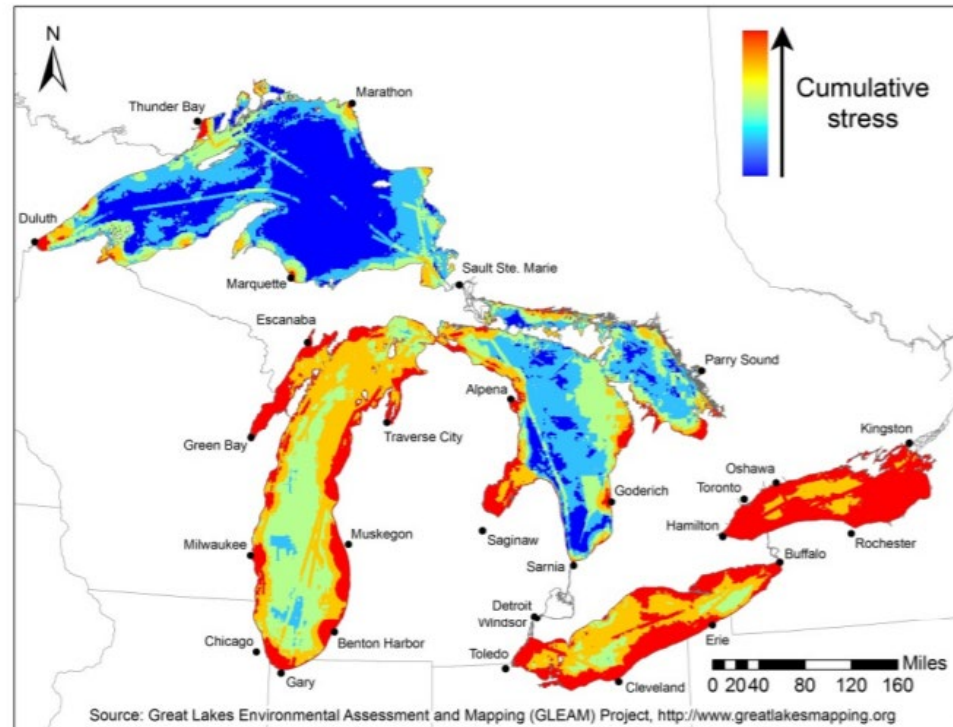 N
Cumulative
stress
Thunder Bay
Marathon
Duluth
Marquette
Sault Ste. Marie
Escanaba
Parry Sound
Alpena
Green Bay
Traverse City
Kingston
Oshawa
Toronto
Goderich
Hamilton
Saginaw
Rochester
Milwaukee
Muskegon
Buffalo
Sarnia
Detroit
Windsor
Chicago
Benton Harbor
Toledo
Erie
Gary
Cleveland
Miles
0 20 40 80 120 160
Source: Great Lakes Environmental Assessment and Mapping (GLEAM) Project, http://www.greatlakesmapping.org